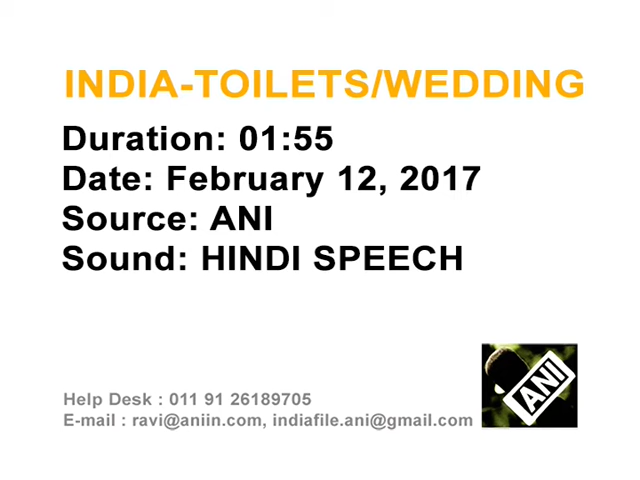 INDIA-TOILETS/WEDDING
Duration: 01:55
Date: February 12, 2017
Source: ANI
Sound: HINDI SPEECH
Help Desk : 011 91 26189705
E-mail : ravi@aniin.com, indiafile.ani@gmail.com
ANI